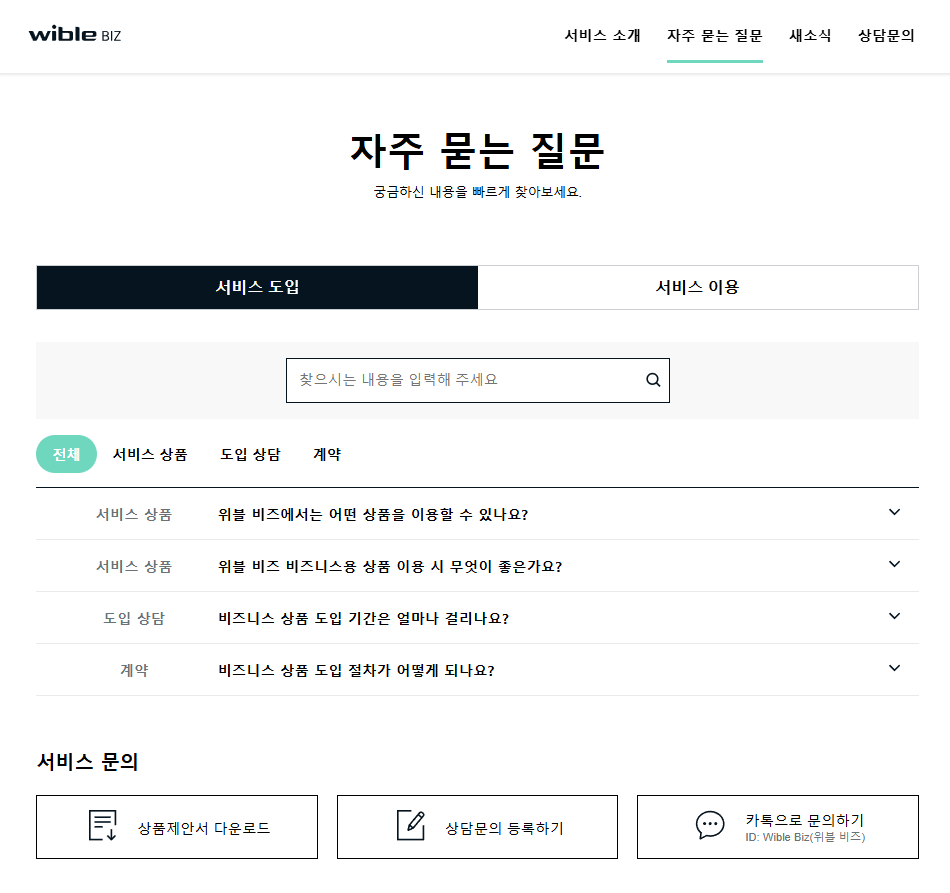 wible BIZ
서비스 소개 자주 묻는 질문 새소식 상담문의
자주 묻는 질문
궁금하신 내용을 빠르게 찾아보세요.
서비스 도입 서비스 이용
찾으시는 내용을 입력해 주세요
전체 서비스 상품 도입 상담 계약
서비스 상품 위블 비즈에서는 어떤 상품을 이용할 수 있나요?
서비스 상품 위블 비즈 비즈니스용 상품 이용 시 무엇이 좋은가요?
도입 상담 비즈니스 상품 도입 기간은 얼마나 걸리나요?
계약 비즈니스 상품 도입 절차가 어떻게 되나요?
서비스 문의
상품제안서 다운로드 상담문의 등록하기 카톡으로 문의하기
ID: Wible Biz(위블 비즈)